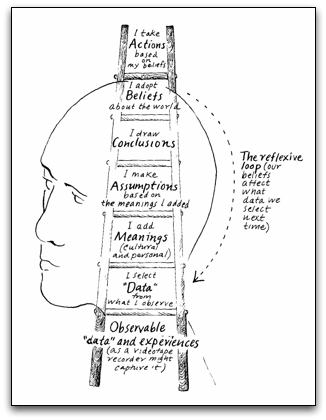 I take
Actions
based
on
my beliefs
I adopt
Beliefs
about the world
I draw
Conclusions
I make
Assumptions
based on
the meanings I added
I add
Meanings
(cultural
and personal)
I select
"Data"
from
what I observe
Observable
"data" and experiences
(as a videotape
recorder might
capture it)
The reflexive
loop (our
beliefs
affect
what
data we
select
next
time)